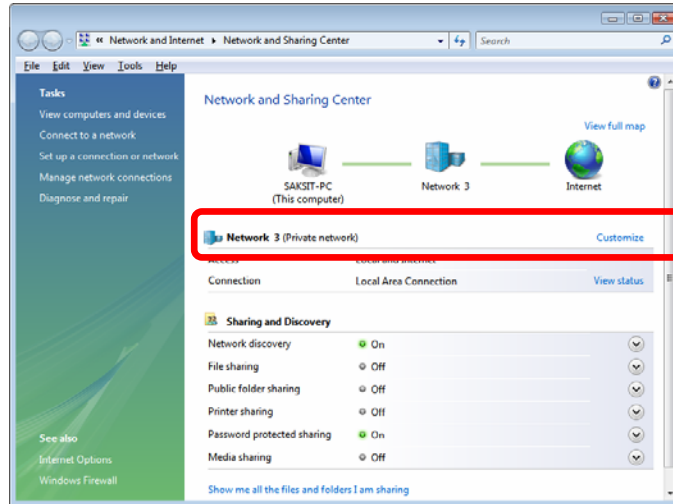 « Network and Internet ▸ Network and Sharing Center
Search
File Edit View Tools Help
Tasks
View computers and devices
Connect to a network
Set up a connection or network
Manage network connections
Diagnose and repair
See also
Internet Options
Windows Firewall
Network and Sharing Center
View full map
SAKSIT-PC
(This computer)
Network 3
Internet
Network 3 (Private network) Customize
Access Local and Internet
Connection Local Area Connection View status
Sharing and Discovery
Network discovery On
File sharing Off
Public folder sharing Off
Printer sharing Off
Password protected sharing On
Media sharing Off
Show me all the files and folders I am sharing